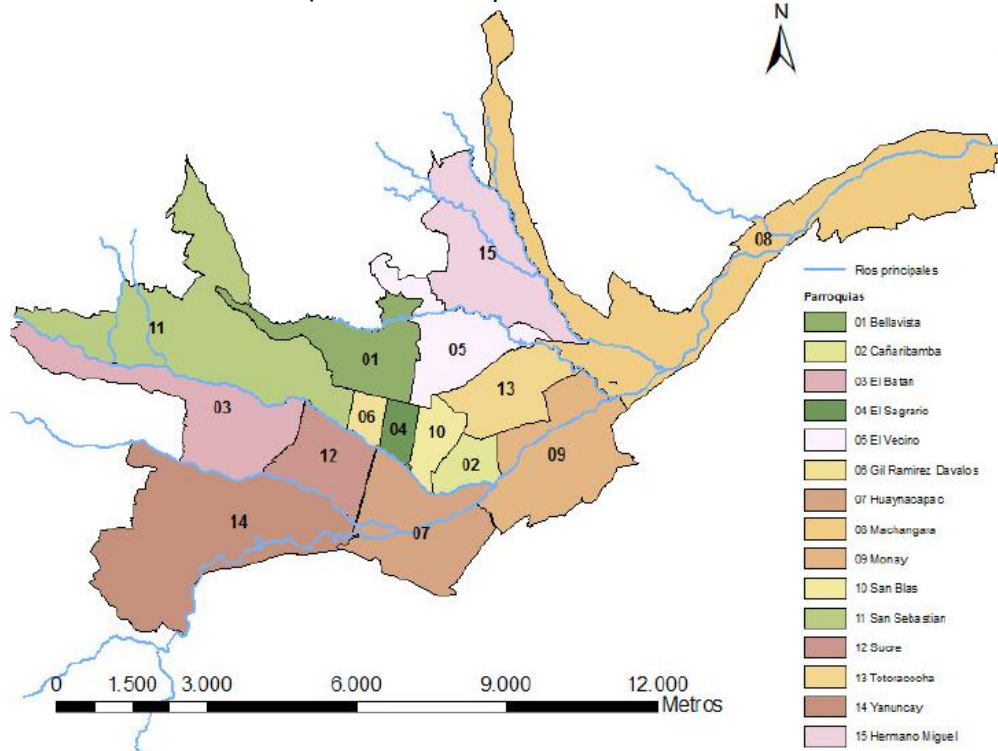 N
15
08
11
01
05
03
06
04
13
10
12
02
09
14
07
Rios principales
Parroquias
01 Bellavista
02 Cañaribamba
03 El Batan
04 El Sagrario
05 El Vecino
06 Gil Ramirez Davalos
07 Huaynacapac
08 Machangara
09 Monay
10 San Blas
11 San Sebastian
12 Sucre
13 Totoracocha
14 Yanuncay
15 Hermano Miguel
0 1.500 3.000 6.000 9.000 12.000
Metros